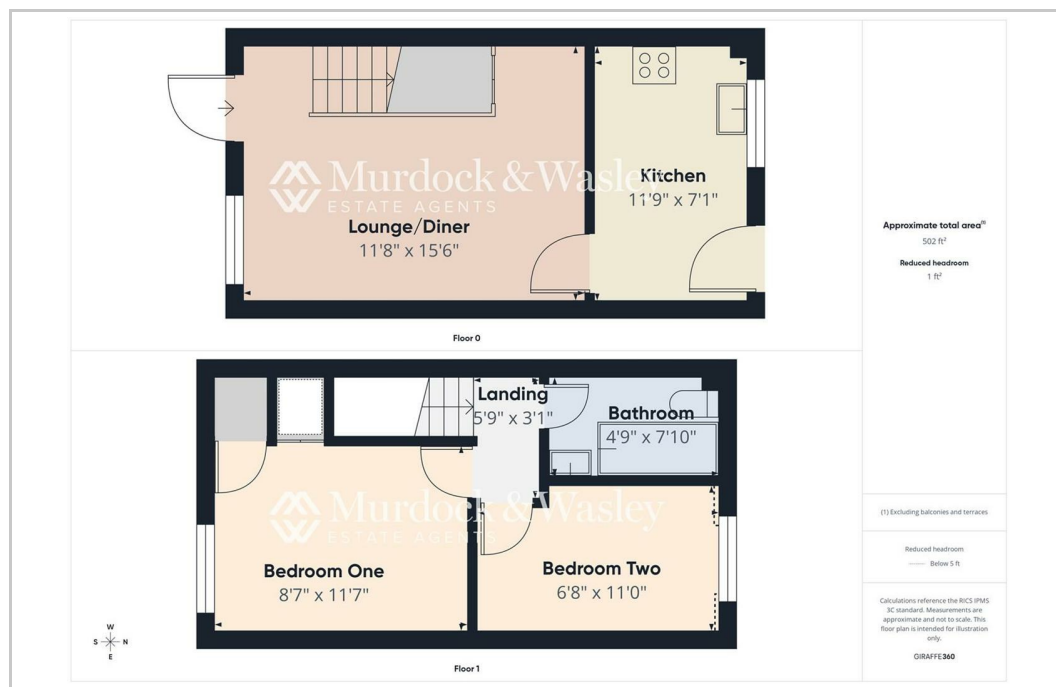 Murdock & Wasley
ESTATE AGENTS
Kitchen
11'9" x 7'1"
Lounge/Diner
11'8" x 15'6"
Floor 0
Approximate total area(1)
502 ft²
Reduced headroom
1 ft²
Landing
5'9" x 3'1"
Bathroom
4'9" x 7'10"
Murdock & Wasley
ESTATE AGENTS
Bedroom One
8'7" x 11'7"
Bedroom Two
6'8" x 11'0"
W
S N
E
Floor 1
(1) Excluding balconies and terraces
Reduced headroom
Below 5 ft
Calculations reference the RICS IPMS
3C standard. Measurements are
approximate and not to scale. This
floor plan is intended for illustration
only.
GIRAFFE360